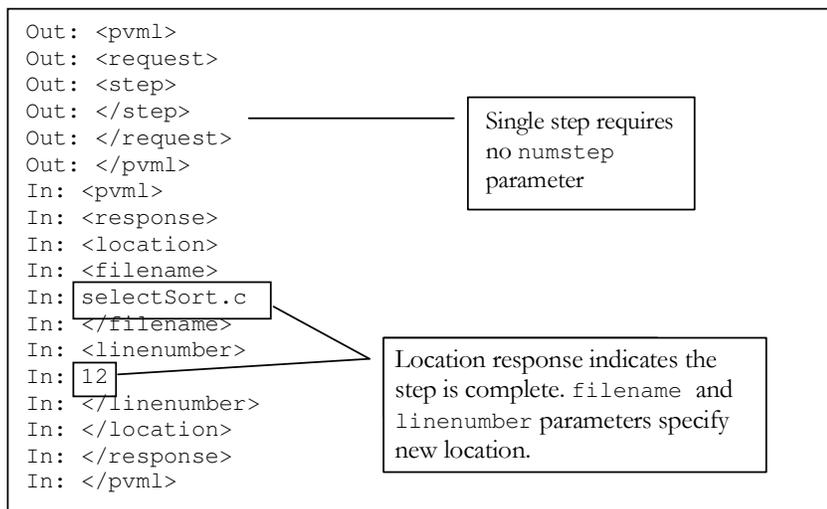 Out: <pvml>
Out: <request>
Out: <step>
Out: </step>
Out: </request>
Out: </pvml>
In: <pvml>
In: <response>
In: <location>
In: <filename>
In: selectSort.c
In: </filename>
In: <linenumber>
In: 12
In: </linenumber>
In: </location>
In: </response>
In: </pvml>
Single step requires
no numstep
parameter
Location response indicates the
step is complete. filename and
linenumber parameters specify
new location.